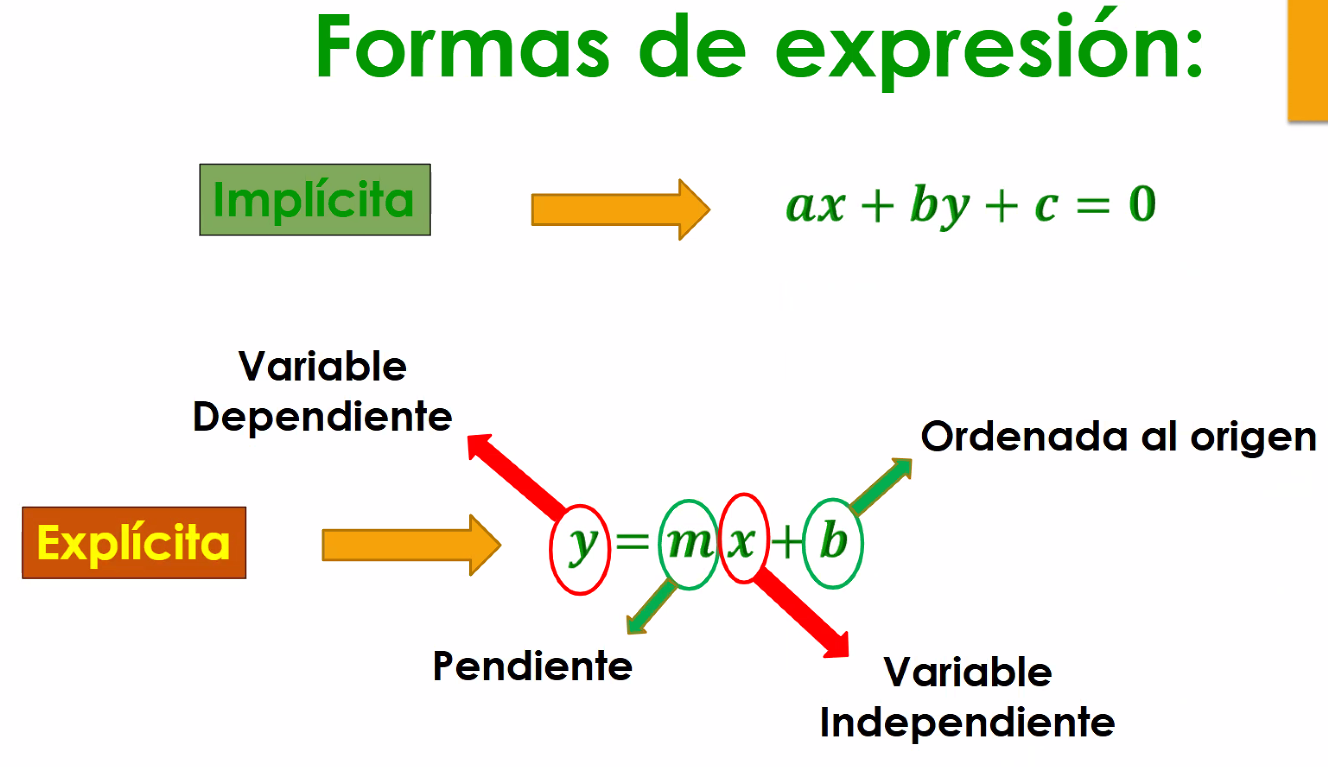 Formas de expresión:
Implícita
ax + by + c = 0
Variable
Dependiente
Ordenada al origen
Explícita
y = mx + b
Pendiente
Variable
Independiente